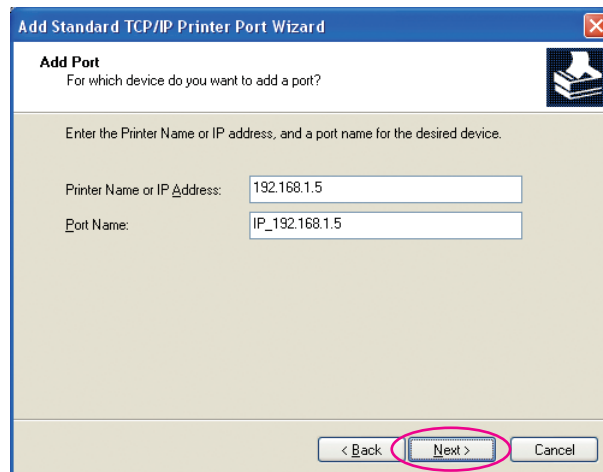 Add Standard TCP/IP Printer Port Wizard
Add Port
For which device do you want to add a port?
Enter the Printer Name or IP address, and a port name for the desired device.
Printer Name or IP Address: 192.168.1.5
Port Name: IP_192.168.1.5
< Back Next > Cancel